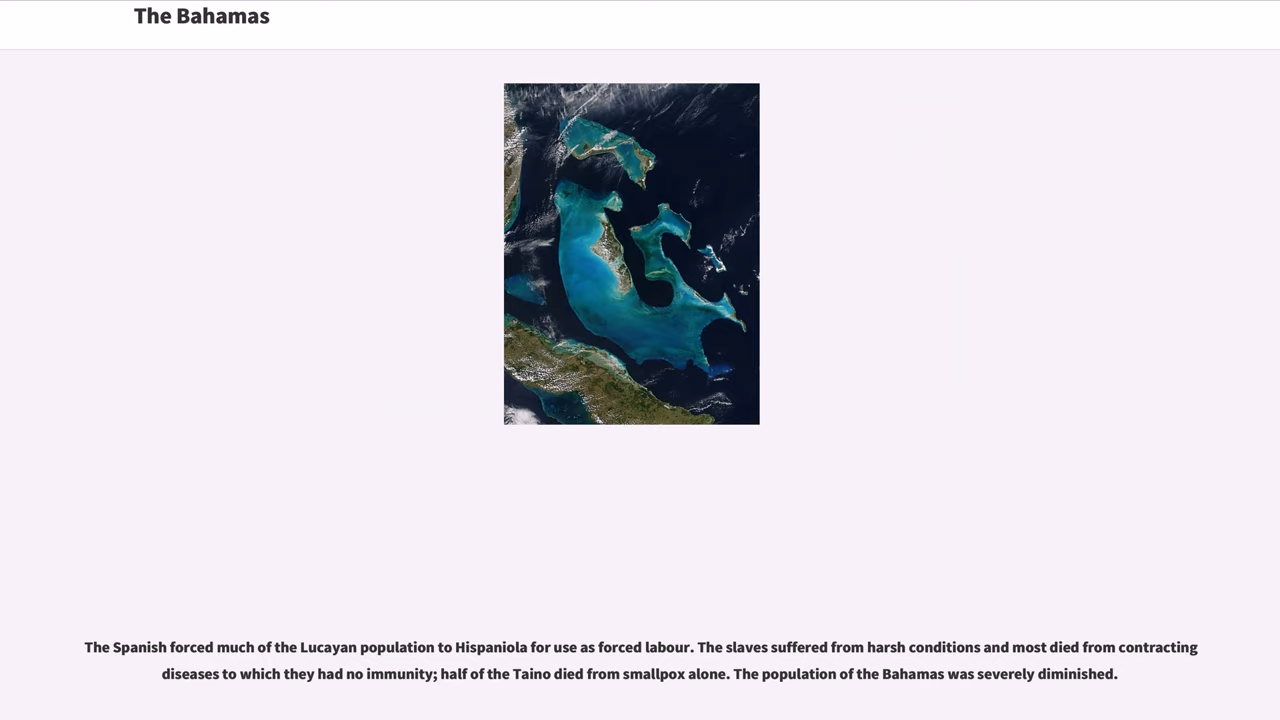 The Bahamas
The Spanish forced much of the Lucayan population to Hispaniola for use as forced labour. The slaves suffered from harsh conditions and most died from contracting
diseases to which they had no immunity; half of the Taino died from smallpox alone. The population of the Bahamas was severely diminished.